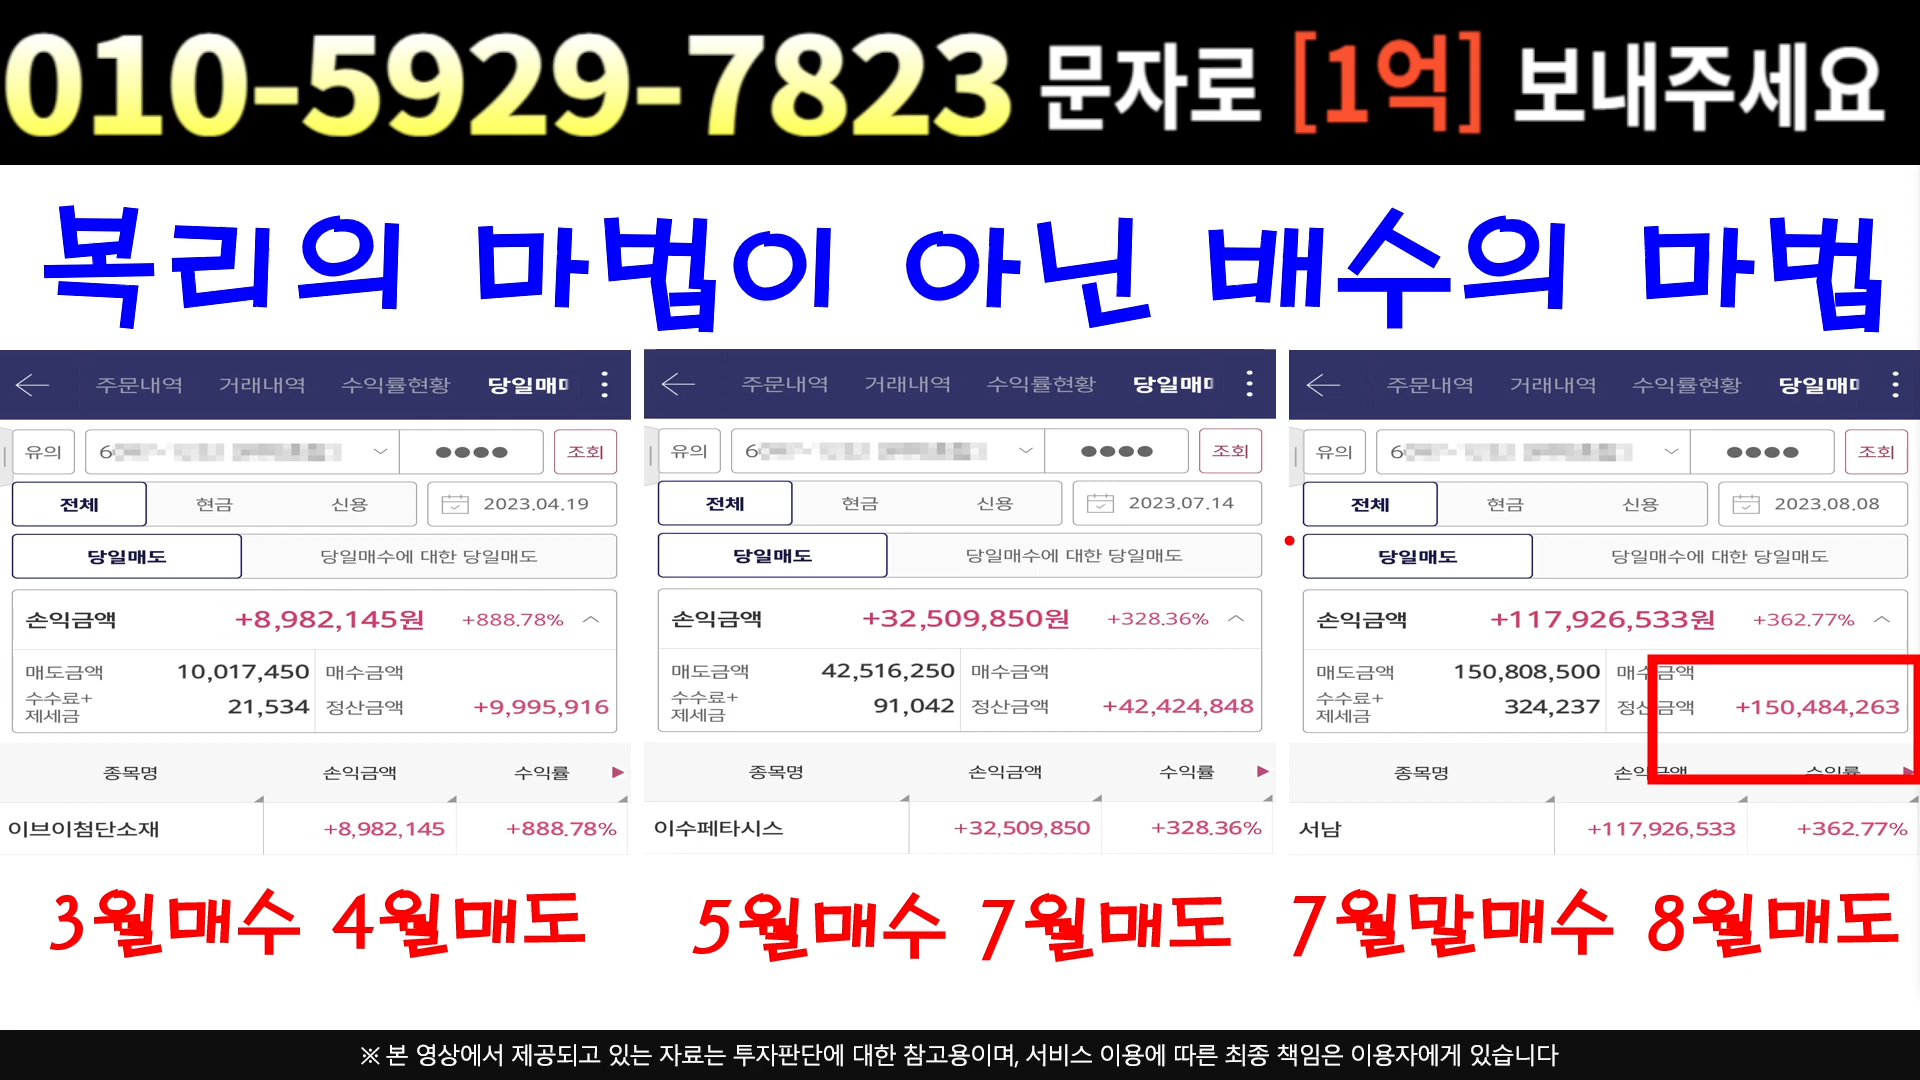 010-5929-7823 문자로 [1억] 보내주세요
복리의 마법이 아닌 배수의 마법
주문내역 거래내역 수익률현황 당일매
유의 6 ●●●● 조회
전체 현금 신용 2023.04.19
당일매도 당일매수에 대한 당일매도
손익금액 +8,982,145원 +888.78%
매도금액 10,017,450 매수금액
수수료+
제세금 21,534 정산금액 +9,995,916
종목명 손익금액 수익률
이브이첨단소재 +8,982,145 +888.78%
주문내역 거래내역 수익률현황 당일매
유의 6 ●●●● 조회
전체 현금 신용 2023.07.14
당일매도 당일매수에 대한 당일매도
손익금액 +32,509,850원 +328.36%
매도금액 42,516,250 매수금액
수수료+
제세금 91,042 정산금액 +42,424,848
종목명 손익금액 수익률
이수페타시스 +32,509,850 +328.36%
주문내역 거래내역 수익률현황 당일매
유의 6 ●●●● 조회
전체 현금 신용 2023.08.08
당일매도 당일매수에 대한 당일매도
손익금액 +117,926,533원 +362.77%
매도금액 150,808,500 매수금액
수수료+
제세금 324,237 정산금액 +150,484,263
종목명 손익금액 수익률
서남 +117,926,533 +362.77%
3월매수 4월매도
5월매수 7월매도
7월말매수 8월매도
※ 본 영상에서 제공되고 있는 자료는 투자판단에 대한 참고용이며, 서비스 이용에 따른 최종 책임은 이용자에게 있습니다